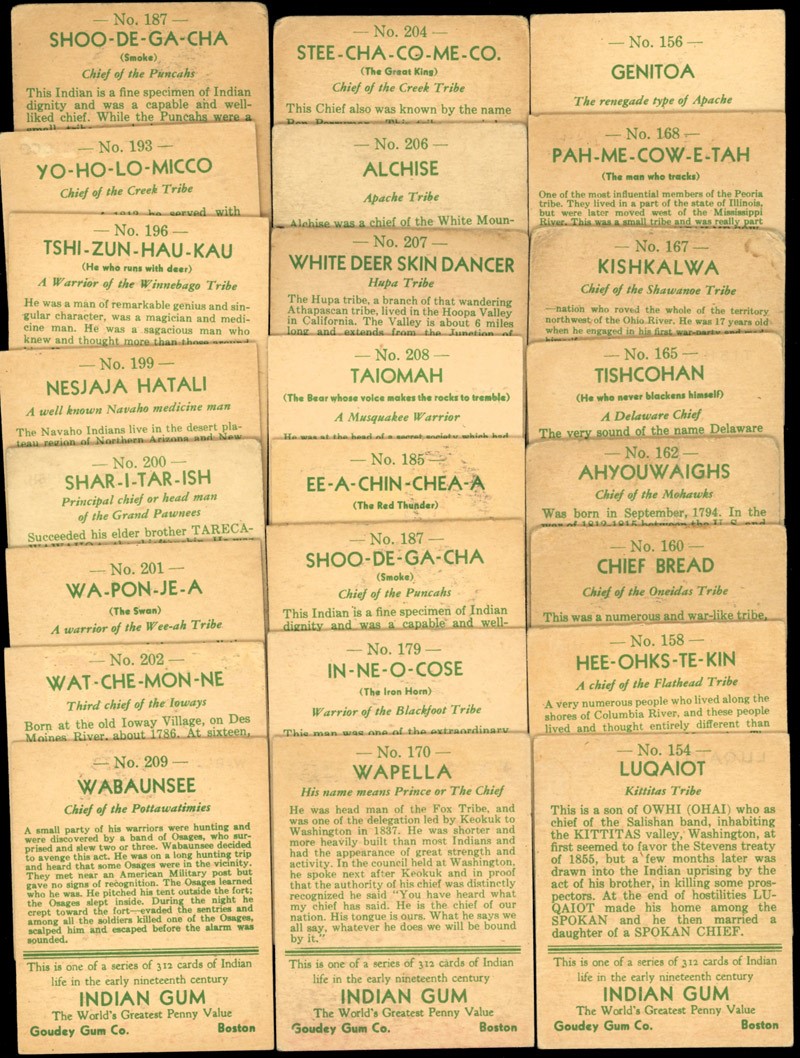 — No. 187 —
SHOO-DE-GA-CHA
(Smoke)
Chief of the Puncahs
This Indian is a fine specimen of Indian
dignity and was a capable and well-
liked chief. While the Puncahs were a
small
— No. 193 —
YO-HO-LO-MICCO
Chief of the Creek Tribe
1813 he served with
— No. 196 —
TSHI-ZUN-HAU-KAU
(He who runs with deer)
A Warrior of the Winnebago Tribe
He was a man of remarkable genius and sin-
gular character, was a magician and medi-
cine man. He was a sagacious man who
knew and thought more than those around
— No. 199 —
NESJAJA HATALI
A well known Navaho medicine man
The Navaho Indians live in the desert pla-
teau region of Northern Arizona and New
— No. 200 —
SHAR-I-TAR-ISH
Principal chief or head man
of the Grand Pawnees
Succeeded his elder brother TARECA-
— No. 201 —
WA-PON-JE-A
(The Swan)
A warrior of the Wee-ah Tribe
— No. 202 —
WAT-CHE-MON-NE
Third chief of the Ioways
Born at the old Ioway Village, on Des
Moines River, about 1786. At sixteen,
— No. 209 —
WABAUNSEE
Chief of the Pottawatimies
A small party of his warriors were hunting and
were discovered by a band of Osages, who sur-
prised and slew two or three. Wabaunsee decided
to avenge this act. He was on a long hunting trip
and heard that some Osages were in the vicinity.
They met near an American Military post but
gave no signs of recognition. The Osages learned
who he was. He pitched his tent outside the fort;
the Osages slept inside. During the night he
crept toward the fort—evaded the sentries and
among all the soldiers killed one of the Osages,
scalped him and escaped before the alarm was
sounded.
This is one of a series of 312 cards of Indian
life in the early nineteenth century
INDIAN GUM
The World's Greatest Penny Value
Goudey Gum Co. Boston
— No. 204 —
STEE-CHA-CO-ME-CO.
(The Great King)
Chief of the Creek Tribe
This Chief also was known by the name
— No. 206 —
ALCHISE
Apache Tribe
Alchise was a chief of the White Moun-
— No. 207 —
WHITE DEER SKIN DANCER
Hupa Tribe
The Hupa tribe, a branch of that wandering
Athapascan tribe, lived in the Hoopa Valley
in California. The Valley is about 6 miles
long and extends from the Junction of
— No. 208 —
TAIOMAH
(The Bear whose voice makes the rocks to tremble)
A Musquakee Warrior
He was at the head of a secret society which had
— No. 185 —
EE-A-CHIN-CHEA-A
(The Red Thunder)
— No. 187 —
SHOO-DE-GA-CHA
(Smoke)
Chief of the Puncahs
This Indian is a fine specimen of Indian
dignity and was a capable and well-
— No. 179 —
IN-NE-O-COSE
(The Iron Horn)
Warrior of the Blackfoot Tribe
This man was one of the extraordinary
— No. 170 —
WAPELLA
His name means Prince or The Chief
He was head man of the Fox Tribe, and
was one of the delegation led by Keokuk to
Washington in 1837. He was shorter and
more heavily built than most Indians and
had the appearance of great strength and
activity. In the council held at Washington,
he spoke next after Keokuk and in proof
that the authority of his chief was distinctly
recognized he said "You have heard what
my chief has said. He is the chief of our
nation. His tongue is ours. What he says we
all say, whatever he does we will be bound
by it."
This is one of a series of 312 cards of Indian
life in the early nineteenth century
INDIAN GUM
The World's Greatest Penny Value
Goudey Gum Co. Boston
— No. 156 —
GENITOA
The renegade type of Apache
— No. 168 —
PAH-ME-COW-E-TAH
(The man who tracks)
One of the most influential members of the Peoria
tribe. They lived in a part of the state of Illinois,
but were later moved west of the Mississippi
River. This was a small tribe and was really part
— No. 167 —
KISHKALWA
Chief of the Shawanoe Tribe
—nation who roved the whole of the territory
northwest of the Ohio River. He was 17 years old
when he engaged in his first war-party and
— No. 165 —
TISHCOHAN
(He who never blackens himself)
A Delaware Chief
The very sound of the name Delaware
— No. 162 —
AHYOUWAIGHS
Chief of the Mohawks
Was born in September, 1794. In the
war of 1812-1815 between the U. S. and
— No. 160 —
CHIEF BREAD
Chief of the Oneidas Tribe
This was a numerous and war-like tribe,
— No. 158 —
HEE-OHKS-TE-KIN
A chief of the Flathead Tribe
A very numerous people who lived along the
shores of Columbia River, and these people
lived and thought entirely different than
— No. 154 —
LUQAIOT
Kittitas Tribe
This is a son of OWHI (OHAI) who as
chief of the Salishan band, inhabiting
the KITTITAS valley, Washington, at
first seemed to favor the Stevens treaty
of 1855, but a few months later was
drawn into the Indian uprising by the
act of his brother, in killing some pros-
pectors. At the end of hostilities LU-
QAIOT made his home among the
SPOKAN and he then married a
daughter of a SPOKAN CHIEF.
This is one of a series of 312 cards of Indian
life in the early nineteenth century
INDIAN GUM
The World's Greatest Penny Value
Goudey Gum Co. Boston